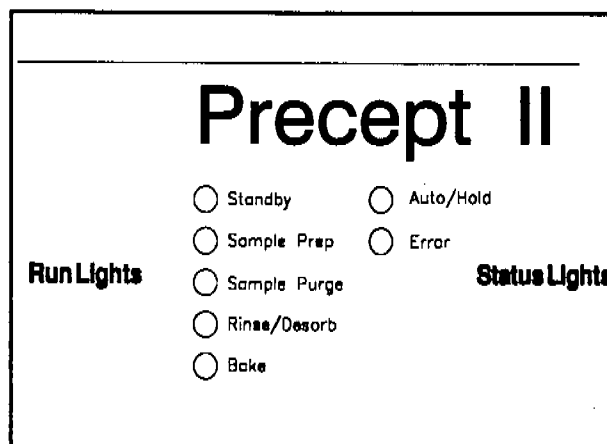 Precept II
Standby
Auto/Hold
Sample Prep
Error
Run Lights
Status Lights
Sample Purge
Rinse/Desorb
Bake